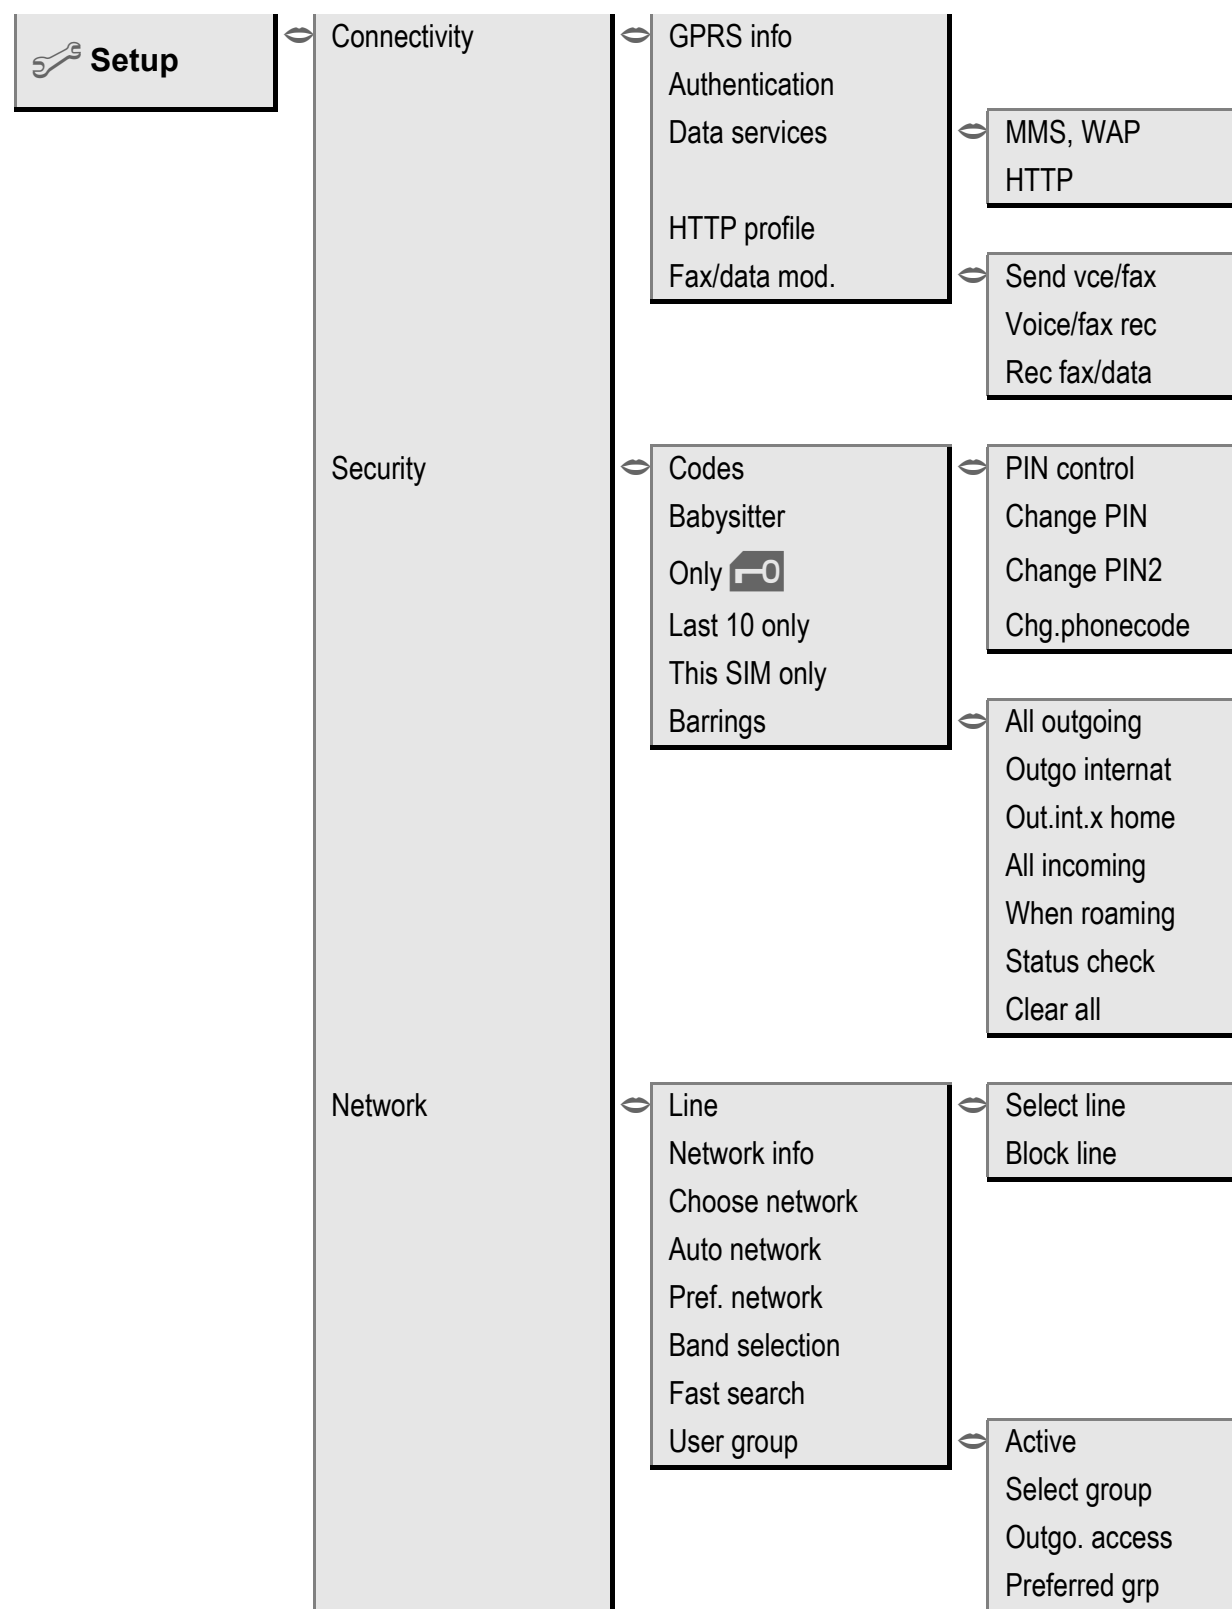 Setup
Connectivity
GPRS info
Authentication
Data services
MMS, WAP
HTTP
HTTP profile
Fax/data mod.
Send vce/fax
Voice/fax rec
Rec fax/data
Security
Codes
PIN control
Change PIN
Change PIN2
Chg.phonecode
Babysitter
Only
Last 10 only
This SIM only
Barrings
All outgoing
Outgo internat
Out.int.x home
All incoming
When roaming
Status check
Clear all
Network
Line
Select line
Block line
Network info
Choose network
Auto network
Pref. network
Band selection
Fast search
User group
Active
Select group
Outgo. access
Preferred grp